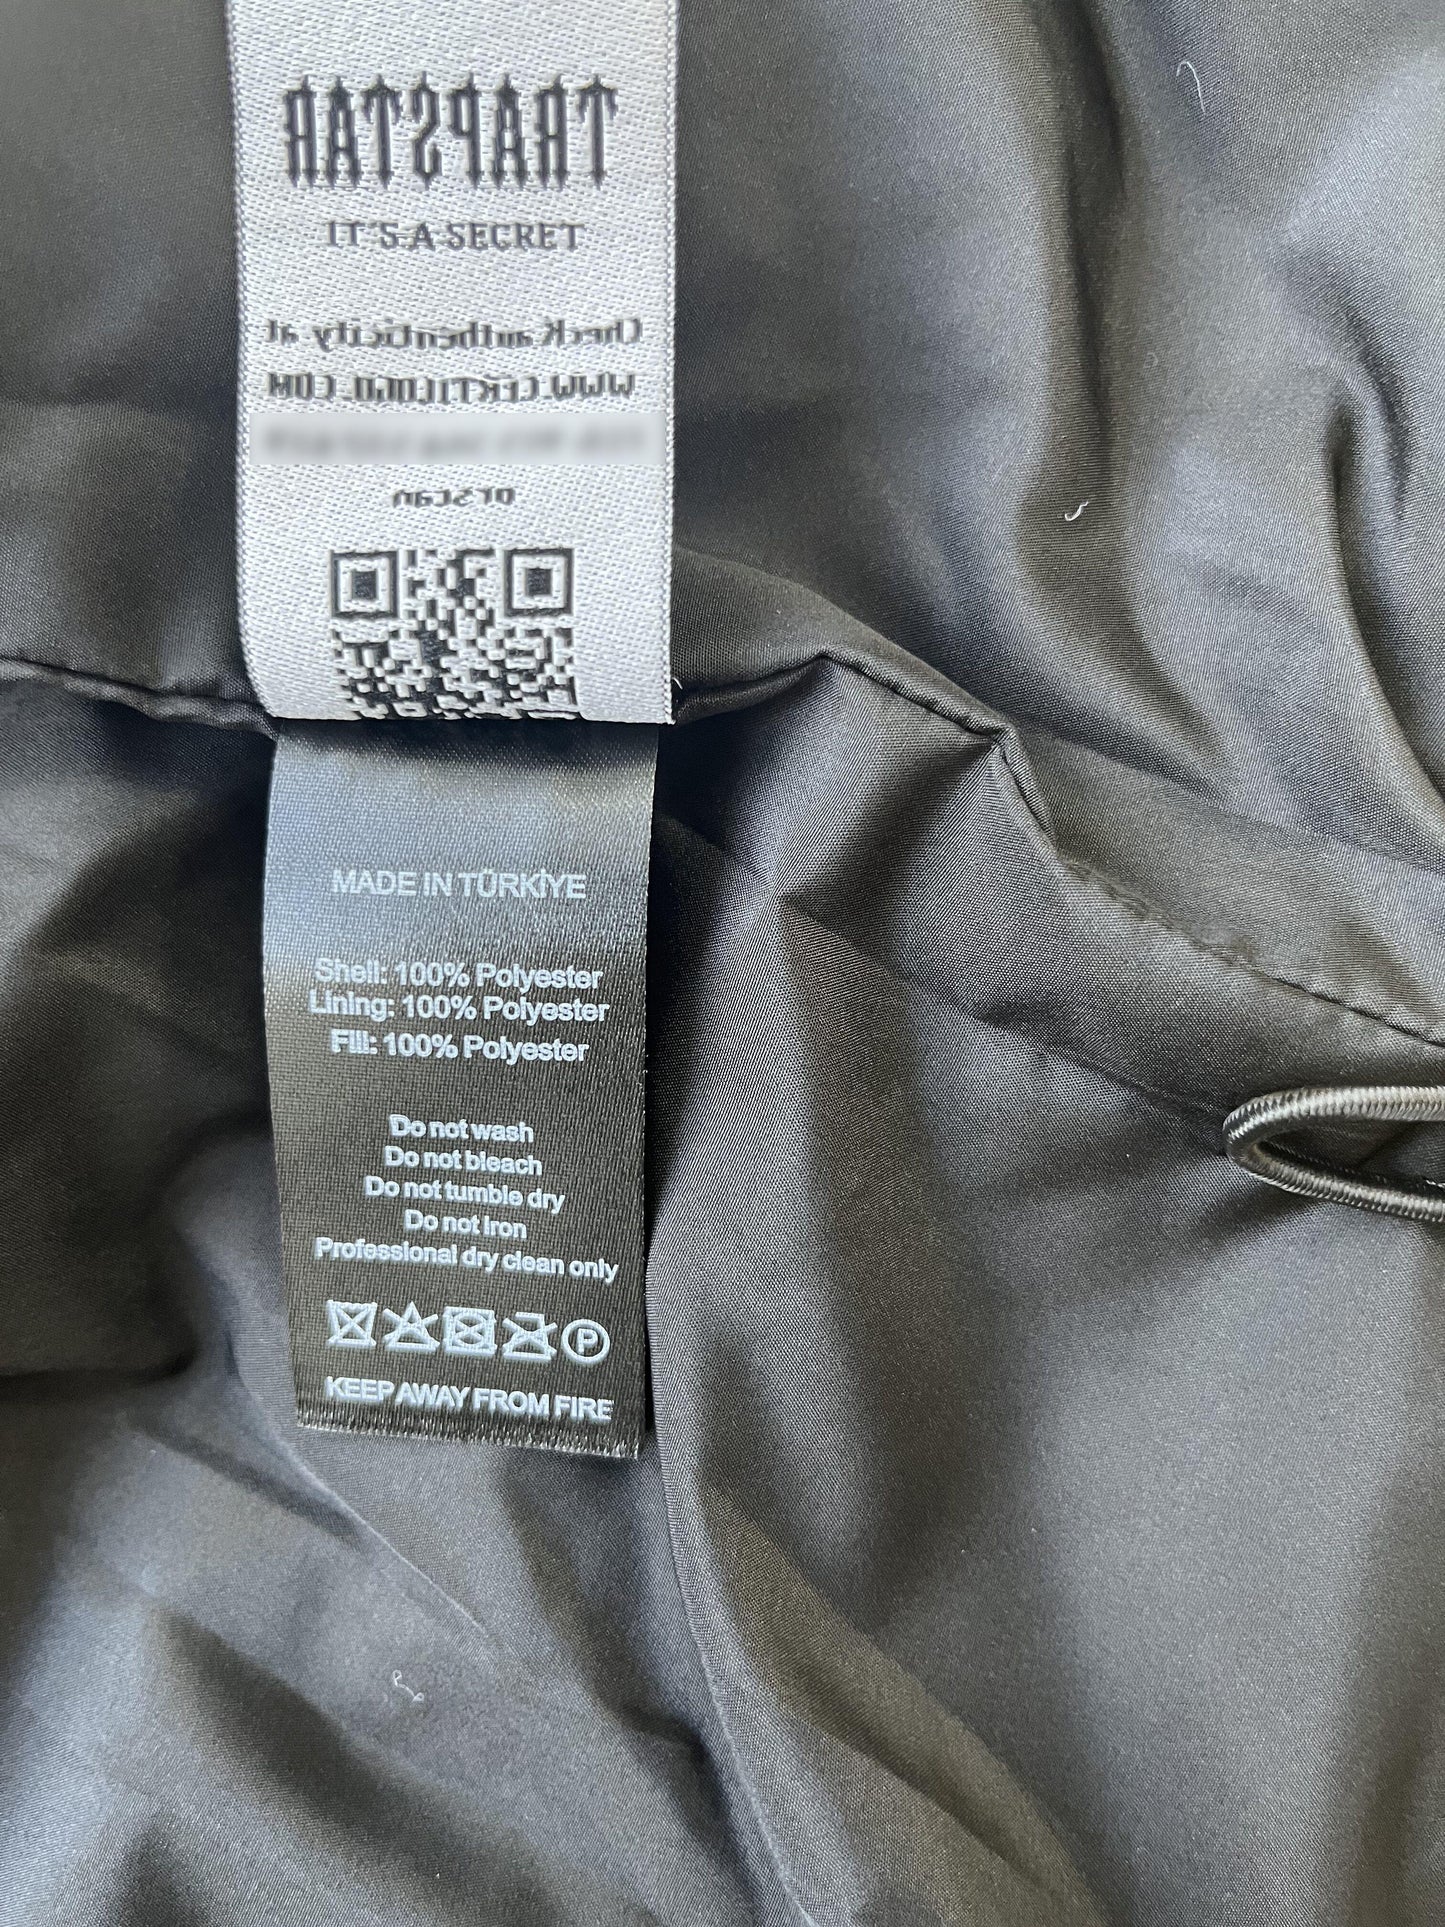 TRAPSTAR
IT'S A SECRET
Check authenticity at
WWW.CERTILOGO.COM
or scan
MADE IN TÜRKİYE
Shell: 100% Polyester
Lining: 100% Polyester
Fill: 100% Polyester
Do not wash
Do not bleach
Do not tumble dry
Do not Iron
Professional dry clean only
P
KEEP AWAY FROM FIRE